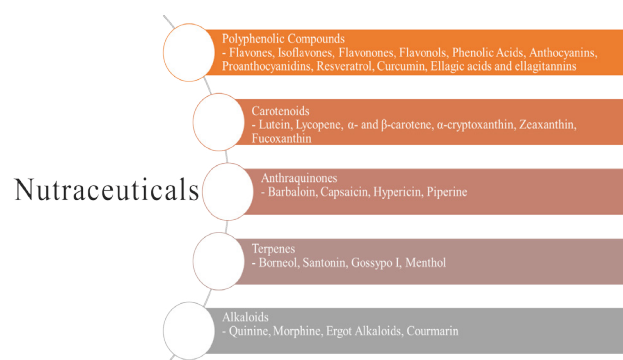 Polyphenolic Compounds
- Flavones, Isoflavones, Flavonones, Flavonols, Phenolic Acids, Anthocyanins,
Proanthocyanidins, Resveratrol, Curcumin, Ellagic acids and ellagitannins
Carotenoids
- Lutein, Lycopene, α- and β-carotene, α-cryptoxanthin, Zeaxanthin,
Fucoxanthin
Nutraceuticals
Anthraquinones
- Barbaloin, Capsaicin, Hypericin, Piperine
Terpenes
- Borneol, Santonin, Gossypo I, Menthol
Alkaloids
- Quinine, Morphine, Ergot Alkaloids, Courmarin